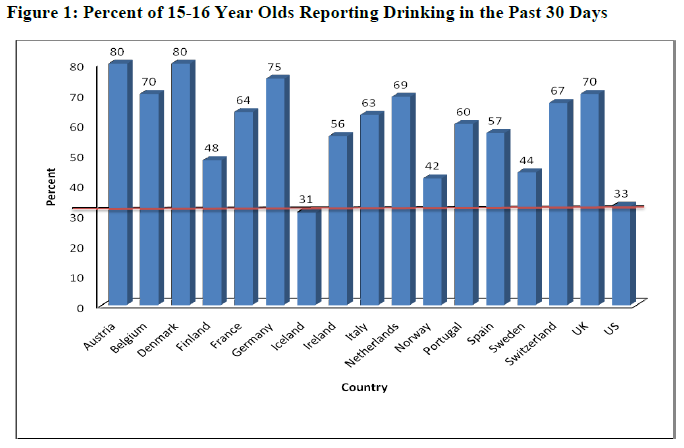 Figure 1: Percent of 15-16 Year Olds Reporting Drinking in the Past 30 Days
Percent
80
70
60
50
40
30
20
10
0
80
70
80
48
64
75
31
56
63
69
42
60
57
44
67
70
33
Austria
Belgium
Denmark
Finland
France
Germany
Iceland
Ireland
Italy
Netherlands
Norway
Portugal
Spain
Sweden
Switzerland
UK
US
Country